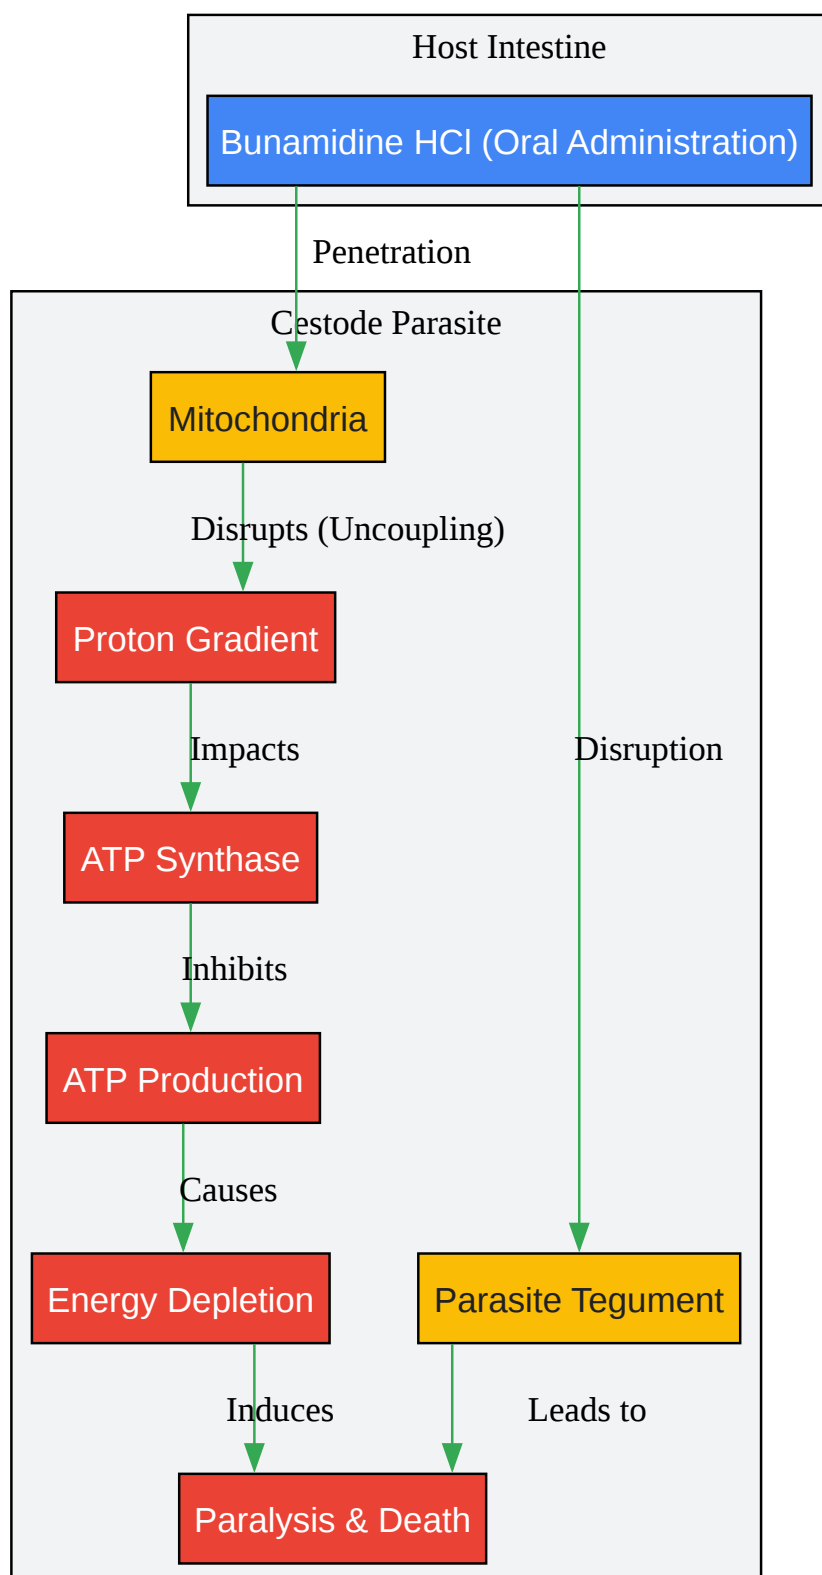 Host Intestine
Bunamidine HCl (Oral Administration)
Penetration
Cestode Parasite
Mitochondria
Disrupts (Uncoupling)
Proton Gradient
Impacts
Disruption
ATP Synthase
Inhibits
ATP Production
Causes
Energy Depletion
Parasite Tegument
Induces
Leads to
Paralysis & Death